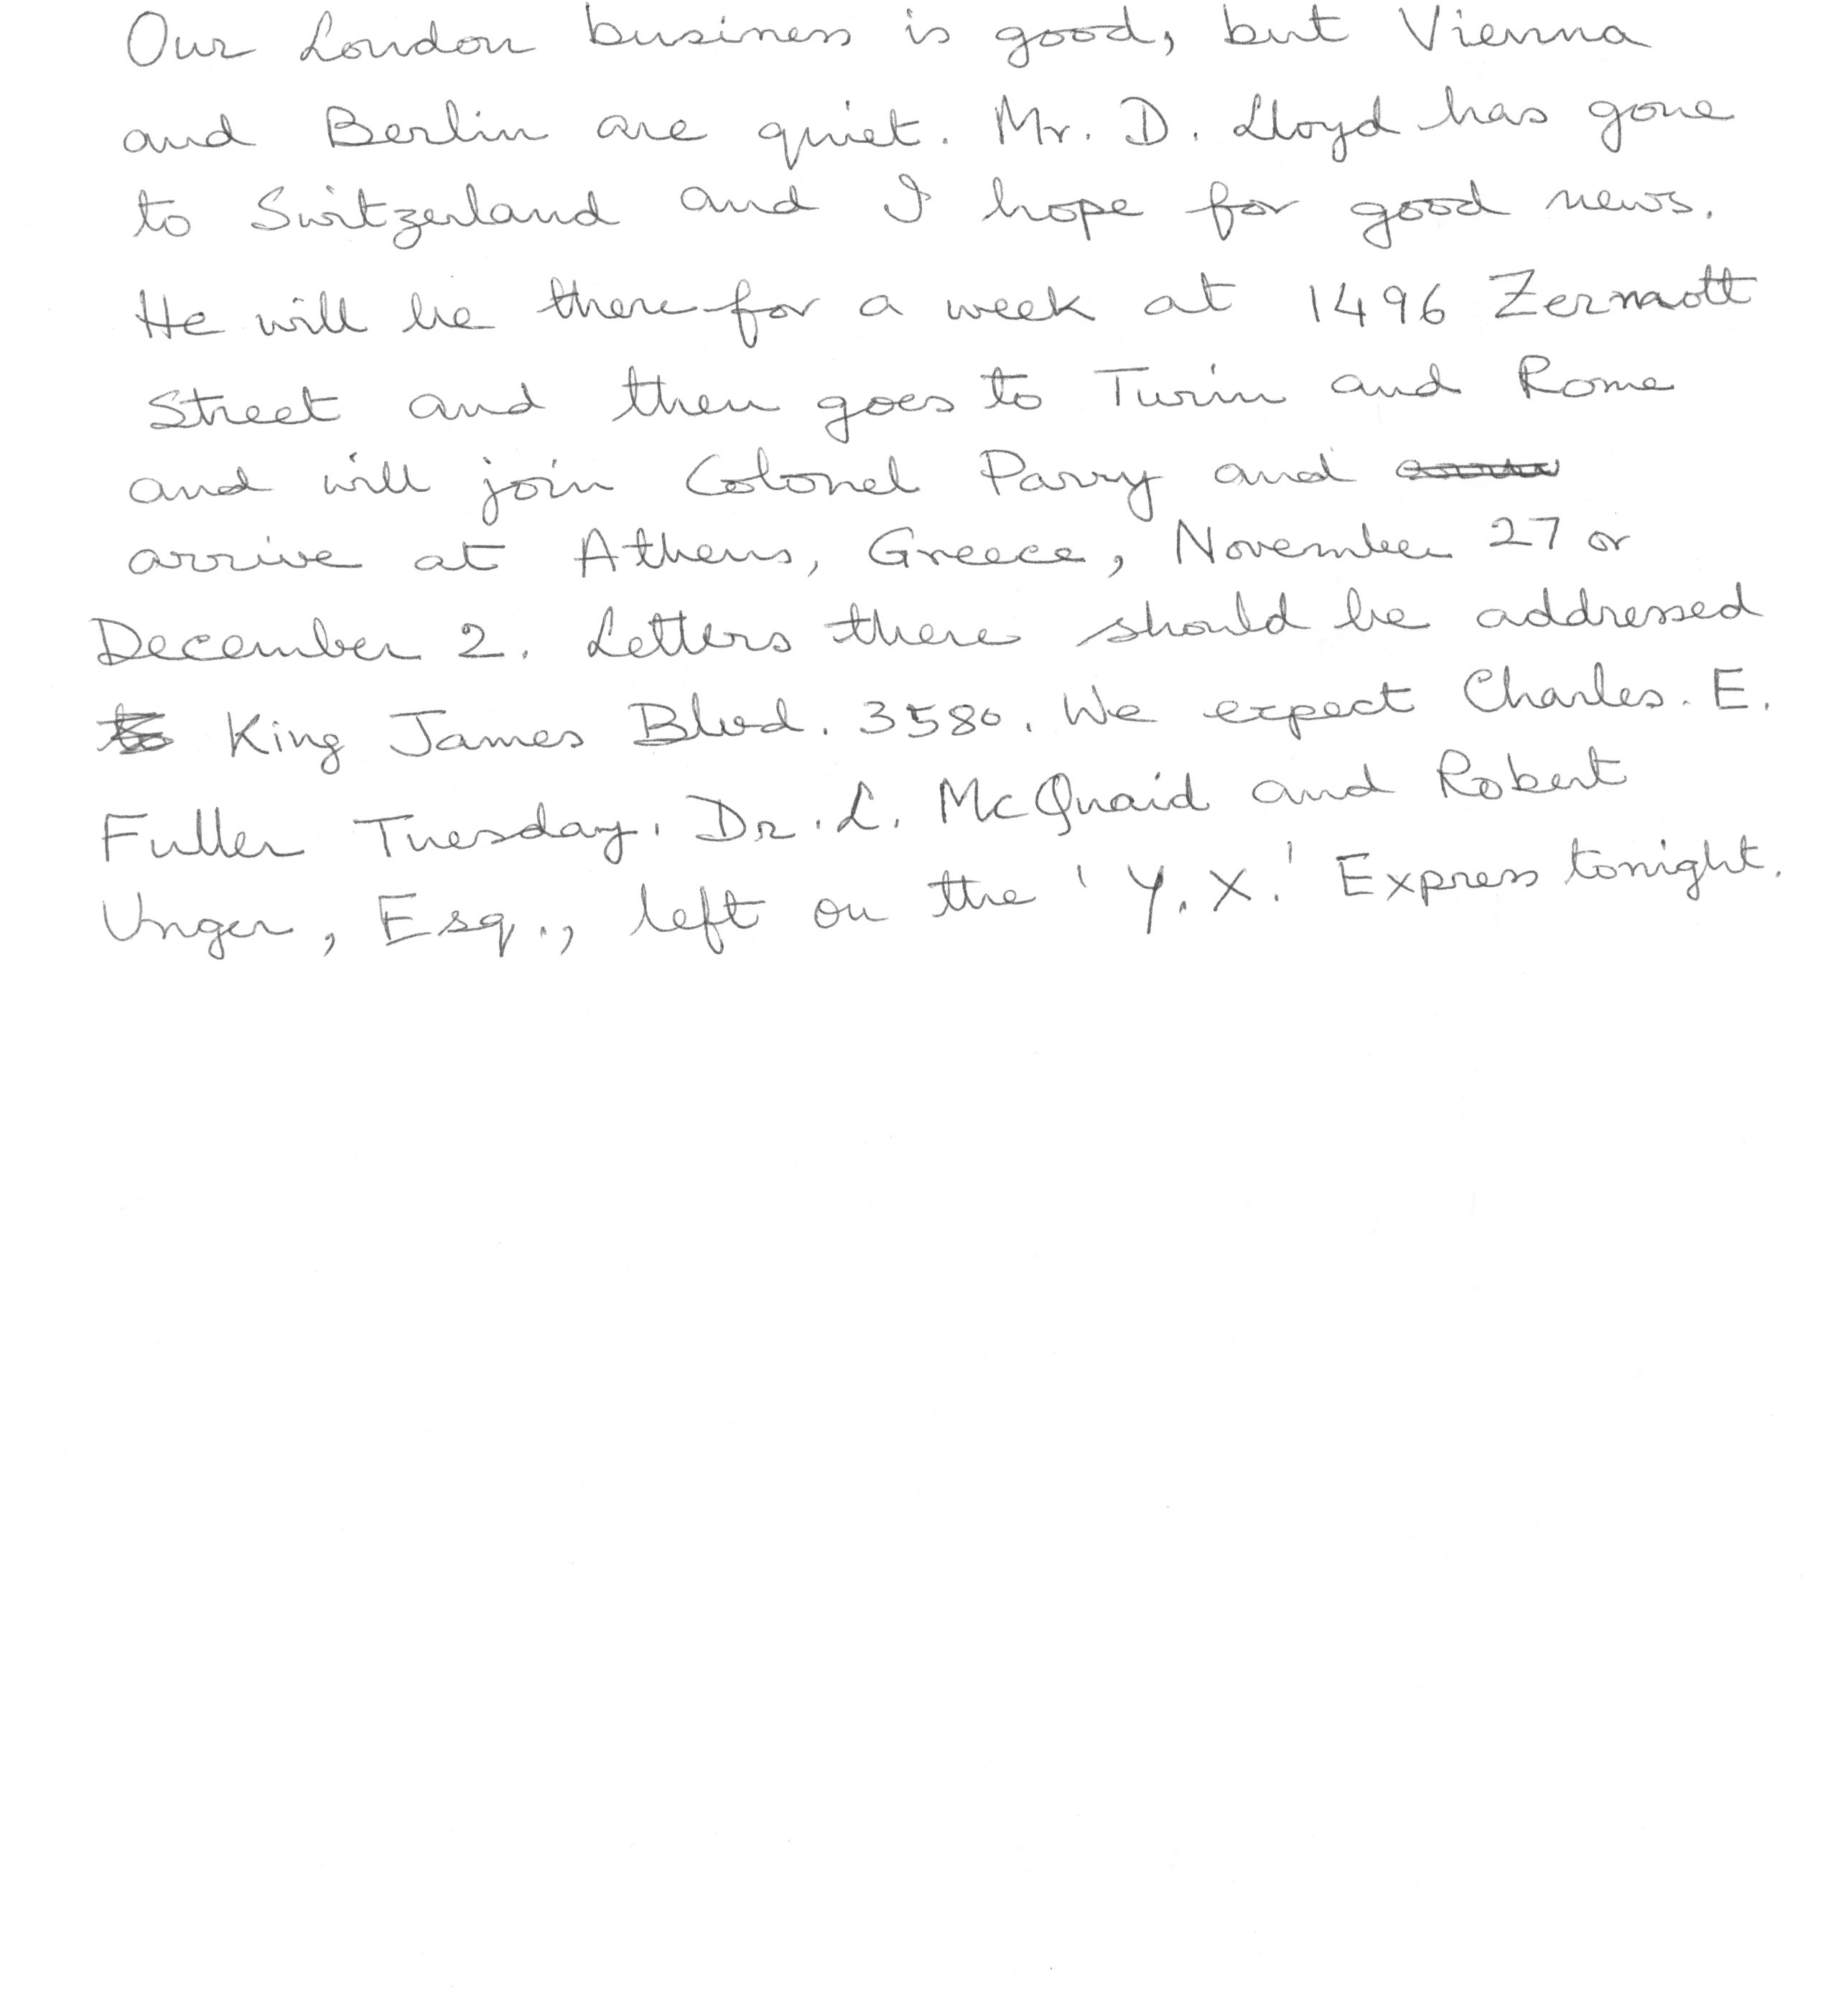 Our London business is good, but Vienna
and Berlin are quiet. Mr. D. Lloyd has gone
to Switzerland and I hope for good news.
He will be there for a week at 1496 Zermott
Street and then goes to Turin and Rome
and will join Colonel Parry and
arrive at Athens, Greece, November 27 or
December 2. Letters there should be addressed
King James Blvd. 3580. We expect Charles. E.
Fuller Tuesday. Dr. L. McQuaid and Robert
Unger, Esq., left on the 'Y.X.' Express tonight.